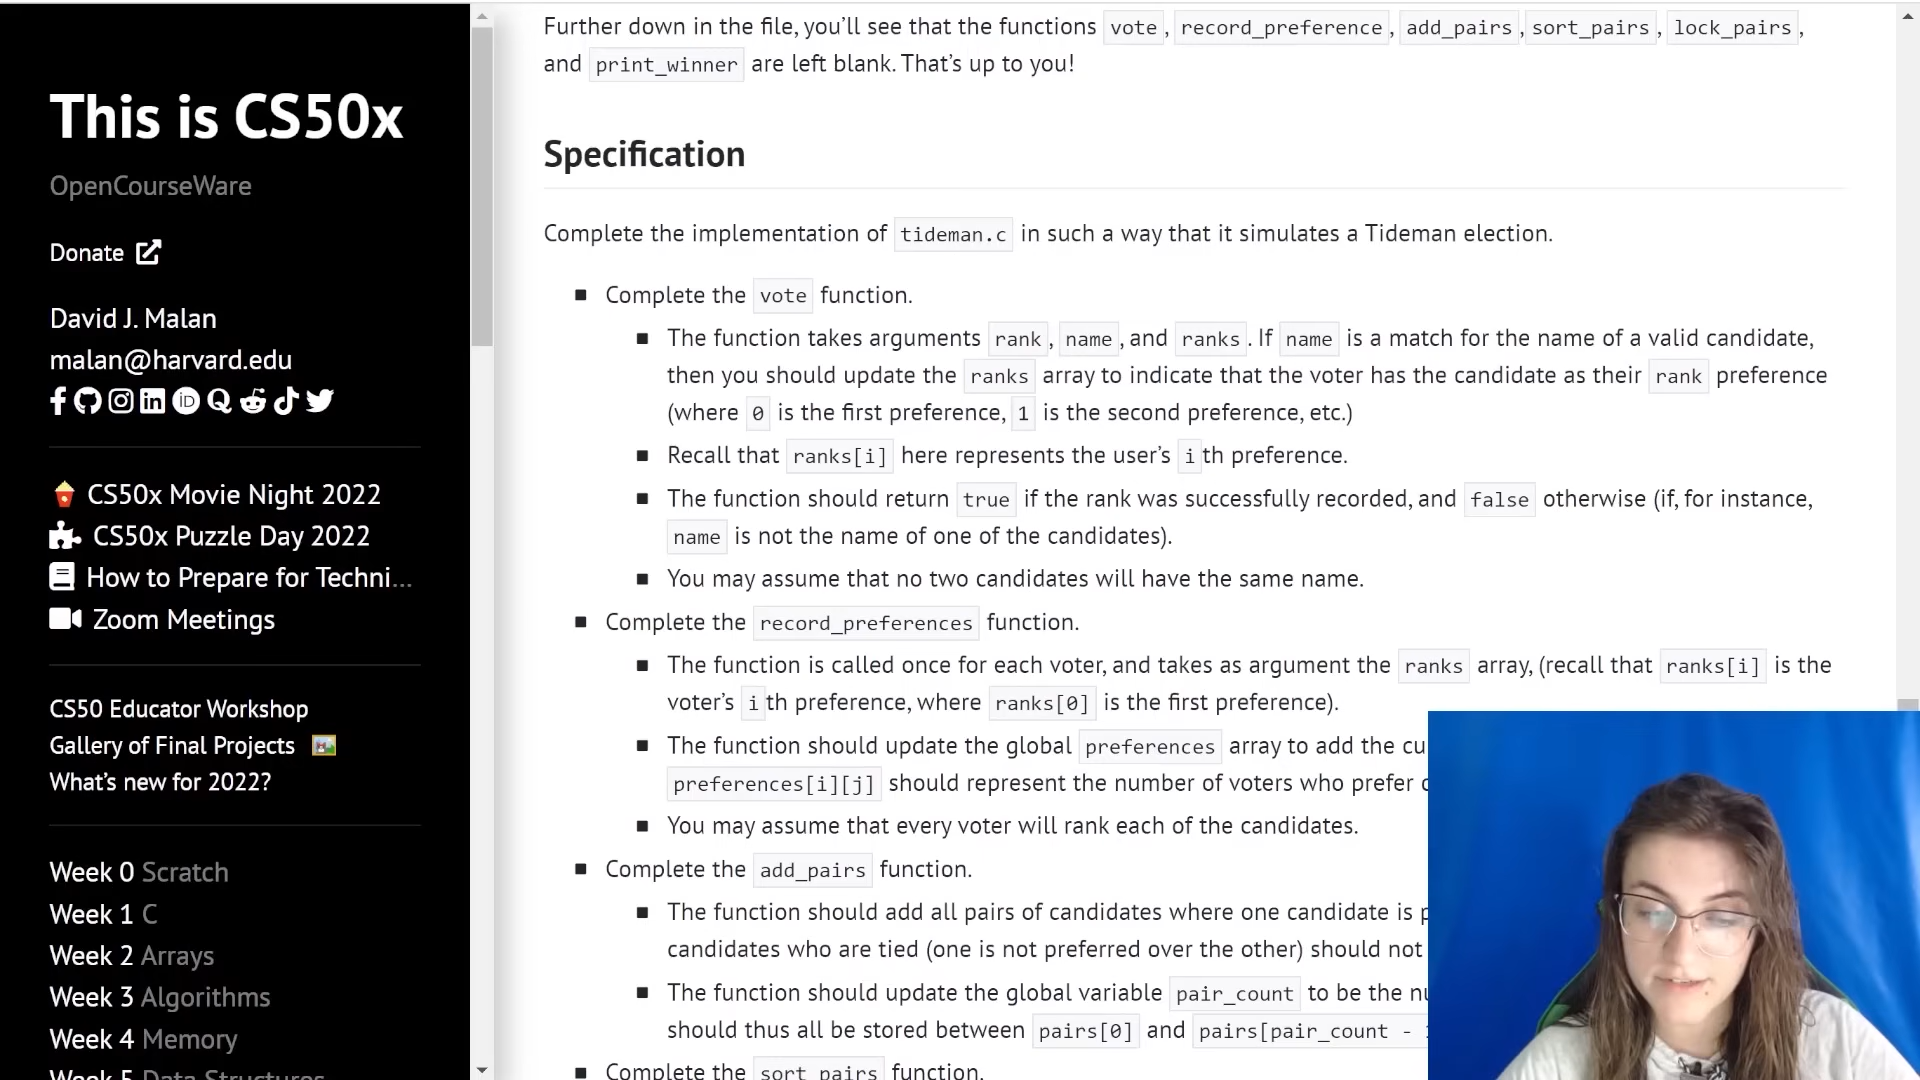 This is CS50x
OpenCourseWare
Donate
David J. Malan
malan@harvard.edu
CS50x Movie Night 2022
CS50x Puzzle Day 2022
How to Prepare for Techni...
Zoom Meetings
CS50 Educator Workshop
Gallery of Final Projects
What's new for 2022?
Week 0 Scratch
Week 1 C
Week 2 Arrays
Week 3 Algorithms
Week 4 Memory
Week 5 Data Structures
Further down in the file, you'll see that the functions vote, record_preference, add_pairs, sort_pairs, lock_pairs,
and print_winner are left blank. That's up to you!
Specification
Complete the implementation of tideman.c in such a way that it simulates a Tideman election.
Complete the vote function.
The function takes arguments rank, name, and ranks. If name is a match for the name of a valid candidate,
then you should update the ranks array to indicate that the voter has the candidate as their rank preference
(where 0 is the first preference, 1 is the second preference, etc.)
Recall that ranks[i] here represents the user's i th preference.
The function should return true if the rank was successfully recorded, and false otherwise (if, for instance,
name is not the name of one of the candidates).
You may assume that no two candidates will have the same name.
Complete the record_preferences function.
The function is called once for each voter, and takes as argument the ranks array, (recall that ranks[i] is the
voter's i th preference, where ranks[0] is the first preference).
The function should update the global preferences array to add the cu
preferences[i][j] should represent the number of voters who prefer
You may assume that every voter will rank each of the candidates.
Complete the add_pairs function.
The function should add all pairs of candidates where one candidate is
candidates who are tied (one is not preferred over the other) should not
The function should update the global variable pair_count to be the nu
should thus all be stored between pairs[0] and pairs[pair_count -
Complete the sort_pairs function.